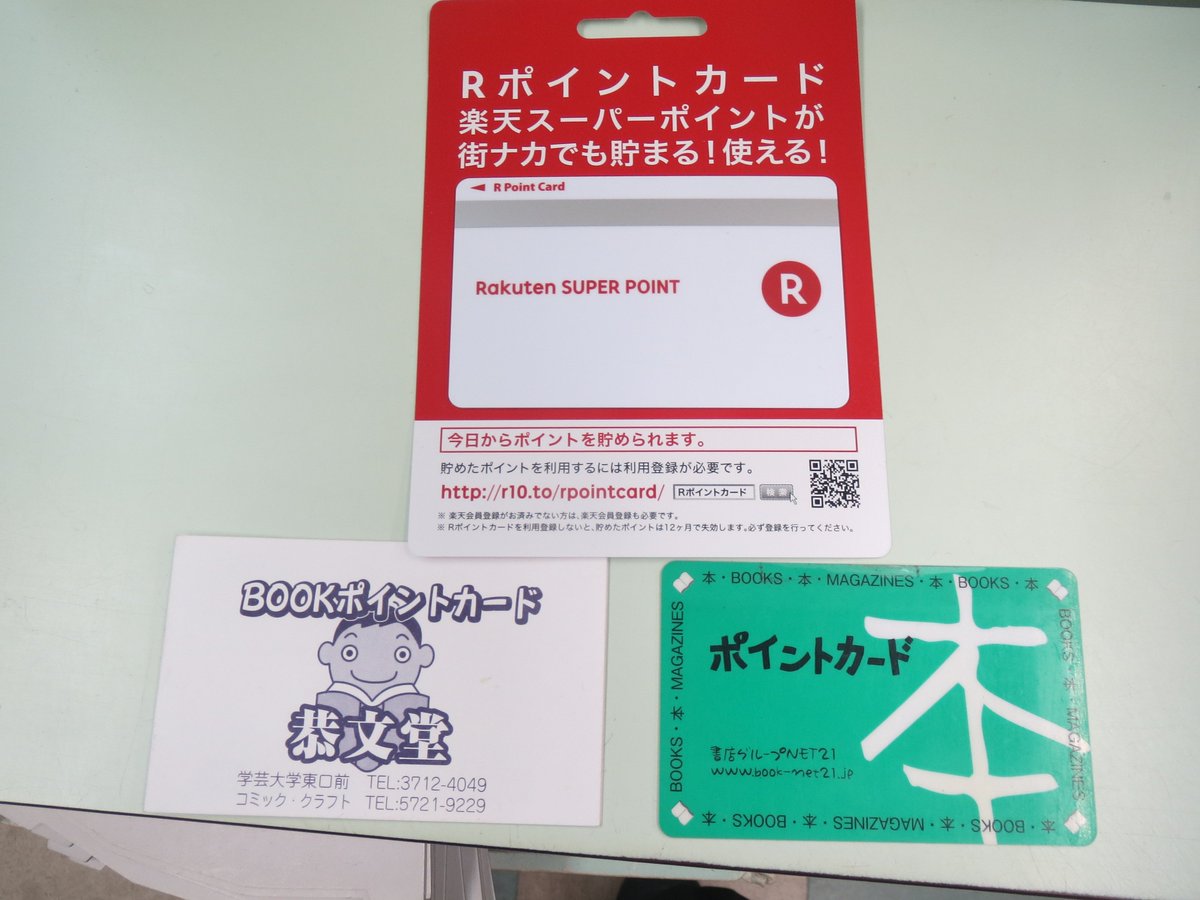 Rポイントカード
楽天スーパーポイントが
街ナカでも貯まる!使える!
◀ R Point Card
Rakuten SUPER POINT
R
今日からポイントを貯められます。
貯めたポイントを利用するには利用登録が必要です。
http://r10.to/rpointcard/ Rポイントカード 検索
※ 楽天会員登録がお済みでない方は、楽天会員登録も必要です。
※ Rポイントカードを利用登録しないと、貯めたポイントは12ヶ月で失効します。必ず登録を行ってください。
BOOKポイントカード
恭文堂
学芸大学東口前 TEL:3712-4049
コミック・クラフト TEL:5721-9229
本・BOOKS・本・MAGAZINES・本・BOOKS・本
BOOKS・本・MAGAZINES
ポイントカード
本
書店グループNET21
www.book-net21.jp
BOOKS・本・MAGAZINES
本・BOOKS・本・MAGAZINES・本・BOOKS・本